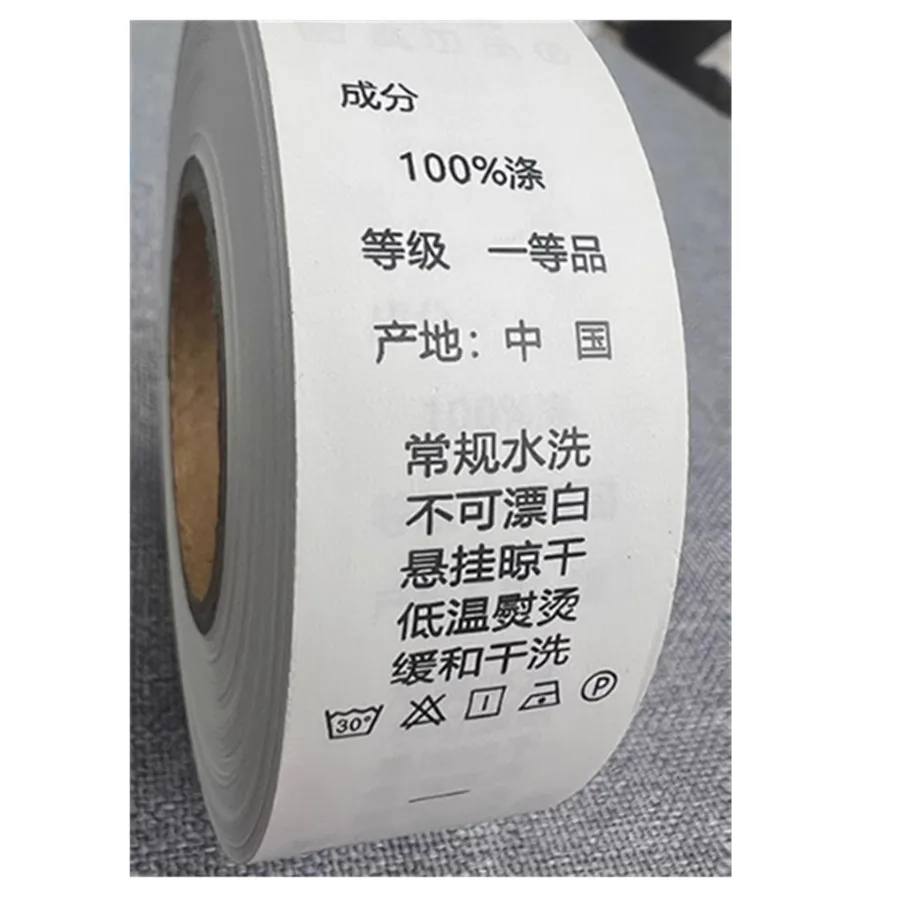 成分
100%涤
等级 一等品
产地：中 国
常规水洗
不可漂白
悬挂晾干
低温熨烫
缓和干洗
30° P